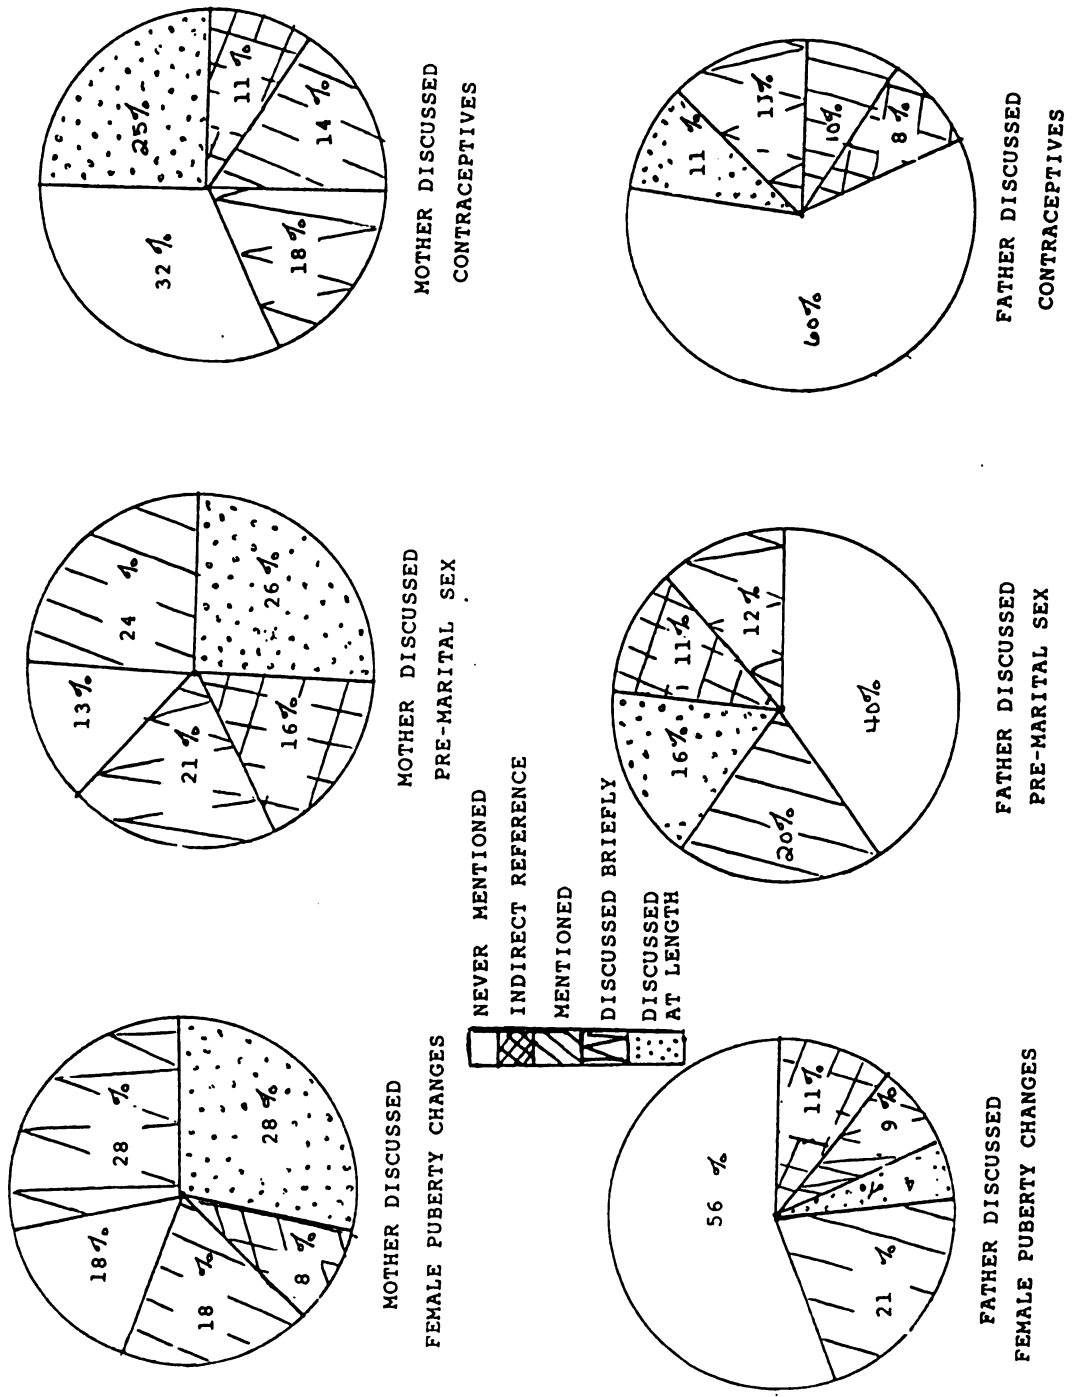 18%
28 %
18 %
8 %
28 %
MOTHER DISCUSSED
FEMALE PUBERTY CHANGES
13%
24 %
21 %
16%
26 %
MOTHER DISCUSSED
PRE-MARITAL SEX
32 %
25%
18%
14 %
11 %
MOTHER DISCUSSED
CONTRACEPTIVES
NEVER MENTIONED
INDIRECT REFERENCE
MENTIONED
DISCUSSED BRIEFLY
DISCUSSED
AT LENGTH
56 %
11%
9 %
21 %
FATHER DISCUSSED
FEMALE PUBERTY CHANGES
16%
11%
12%
20%
40%
FATHER DISCUSSED
PRE-MARITAL SEX
11 %
13%
10%
8 %
60%
FATHER DISCUSSED
CONTRACEPTIVES